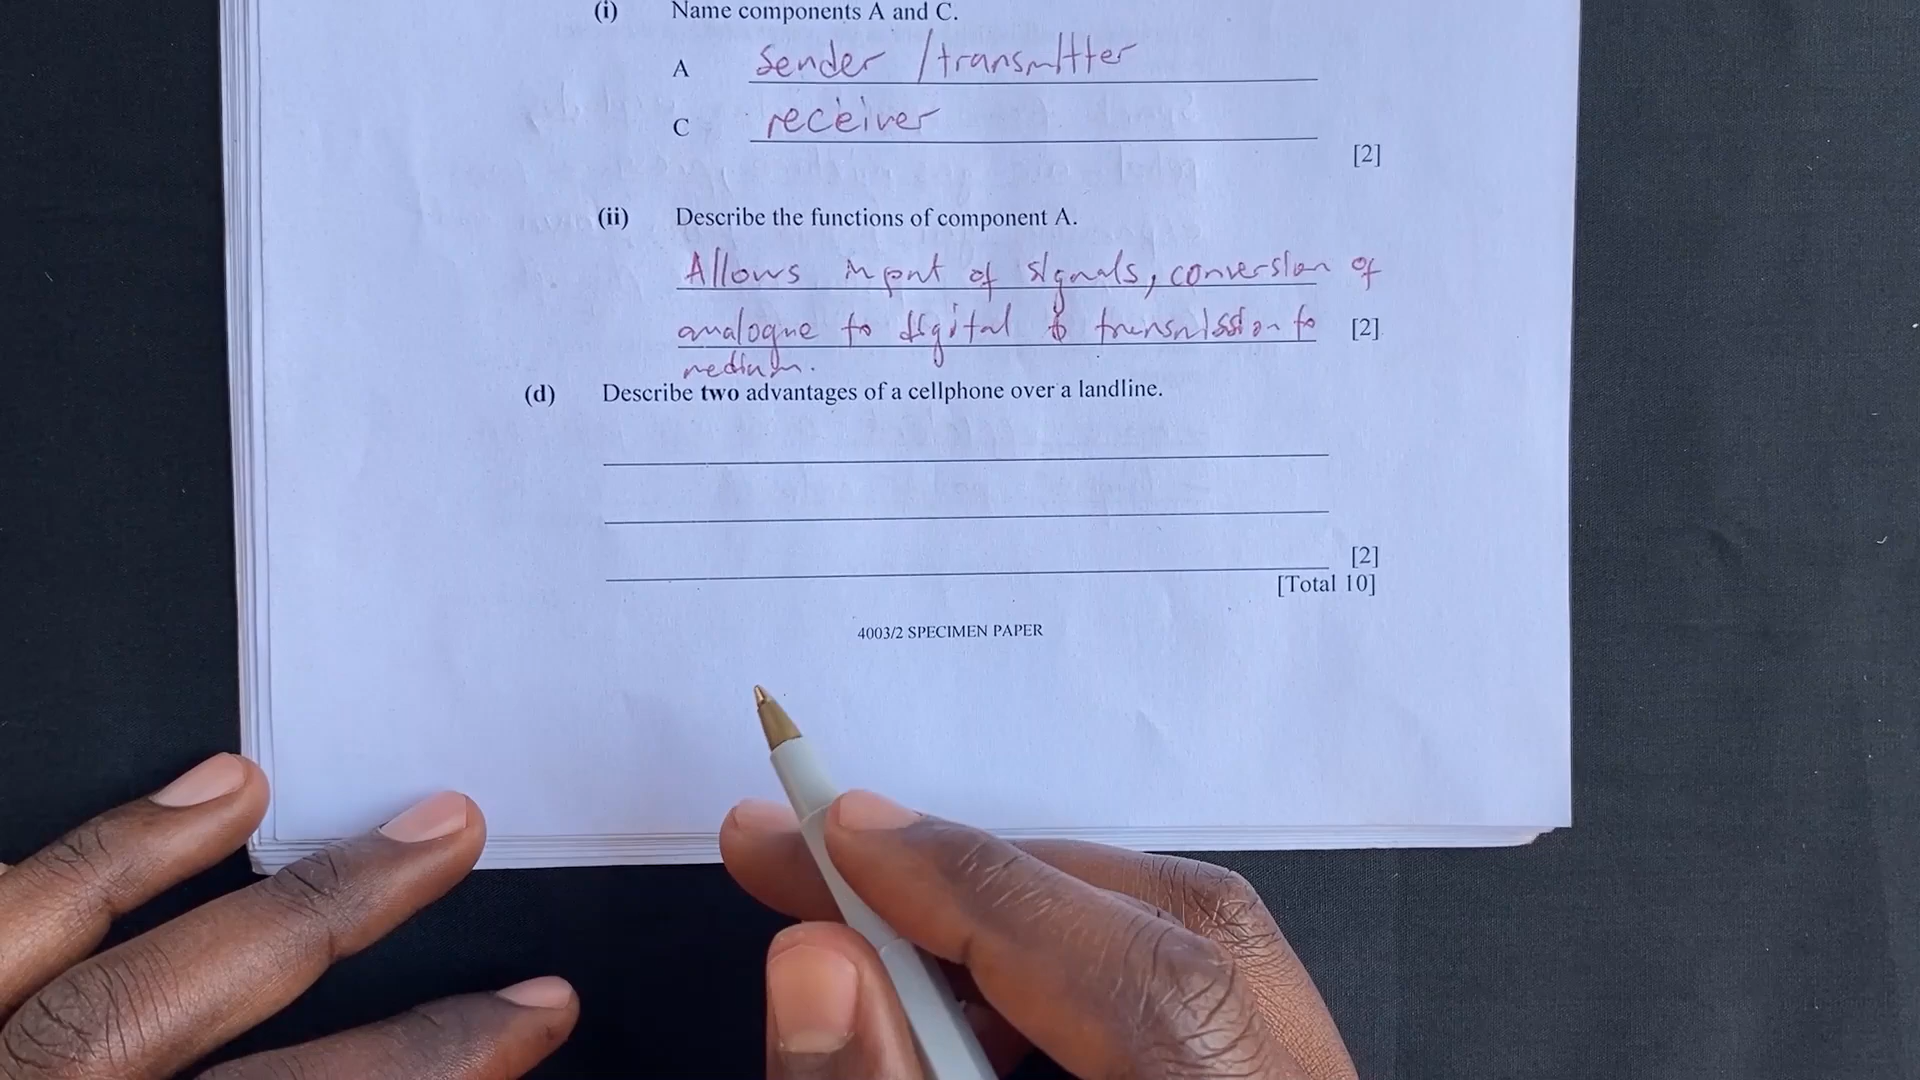 (i) Name components A and C.
A sender / transmitter
C receiver
[2]
(ii) Describe the functions of component A.
Allows input of signals, conversion of
analogue to digital & transmission to [2]
medium.
(d) Describe two advantages of a cellphone over a landline.
[2]
[Total 10]
4003/2 SPECIMEN PAPER